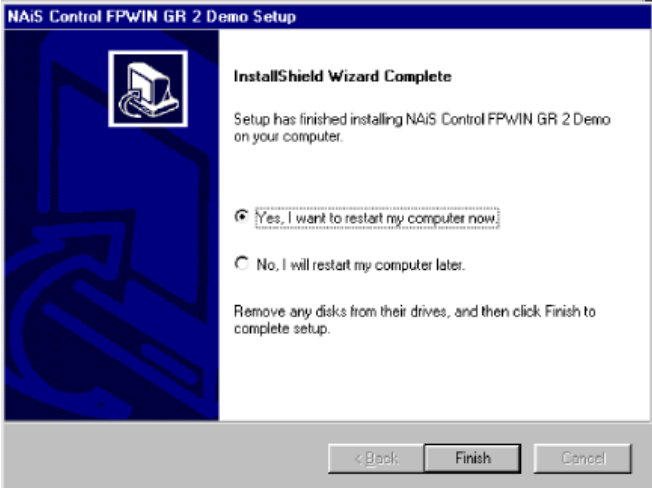 NAiS Control FPWIN GR 2 Demo Setup
InstallShield Wizard Complete
Setup has finished installing NAiS Control FPWIN GR 2 Demo
on your computer.
Yes, I want to restart my computer now.
No, I will restart my computer later.
Remove any disks from their drives, and then click Finish to
complete setup.
< Back
Finish
Cancel